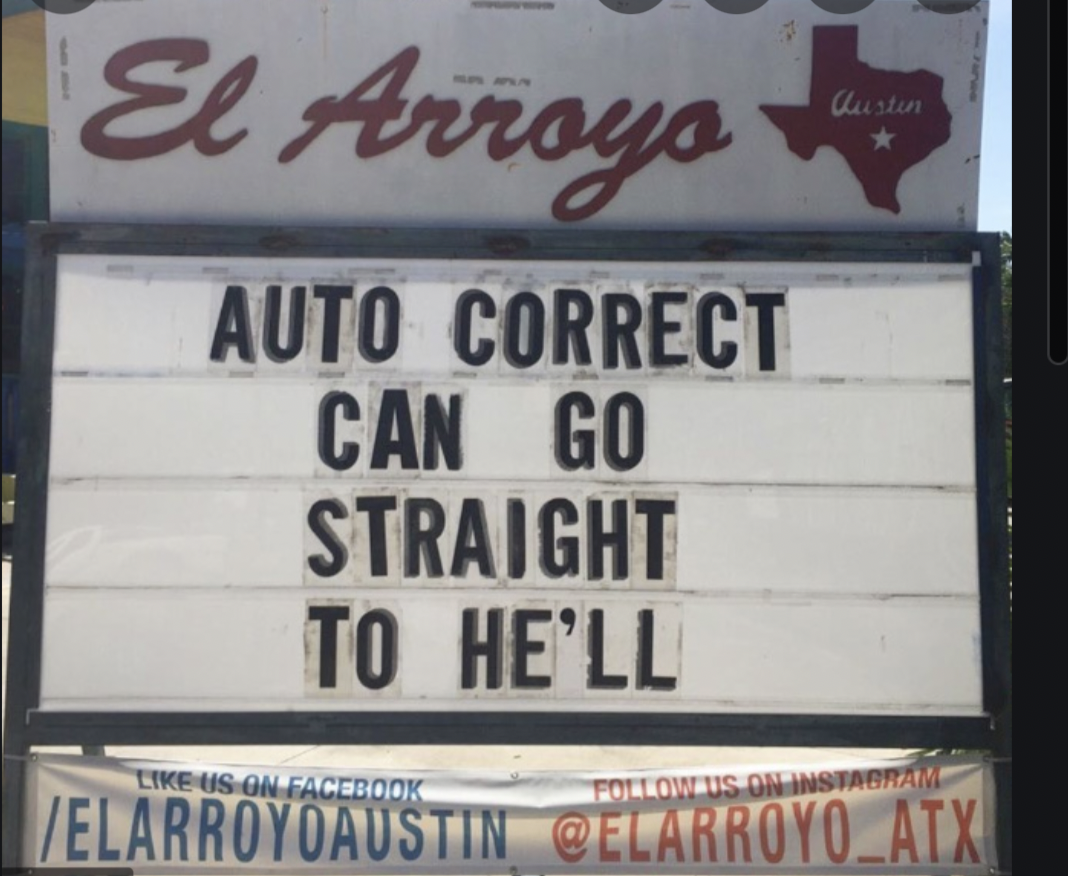 El Arroyo
Austin
AUTO CORRECT
CAN GO
STRAIGHT
TO HE'LL
LIKE US ON FACEBOOK
/ELARROYOAUSTIN
FOLLOW US ON INSTAGRAM
@ELARROYO_ATX